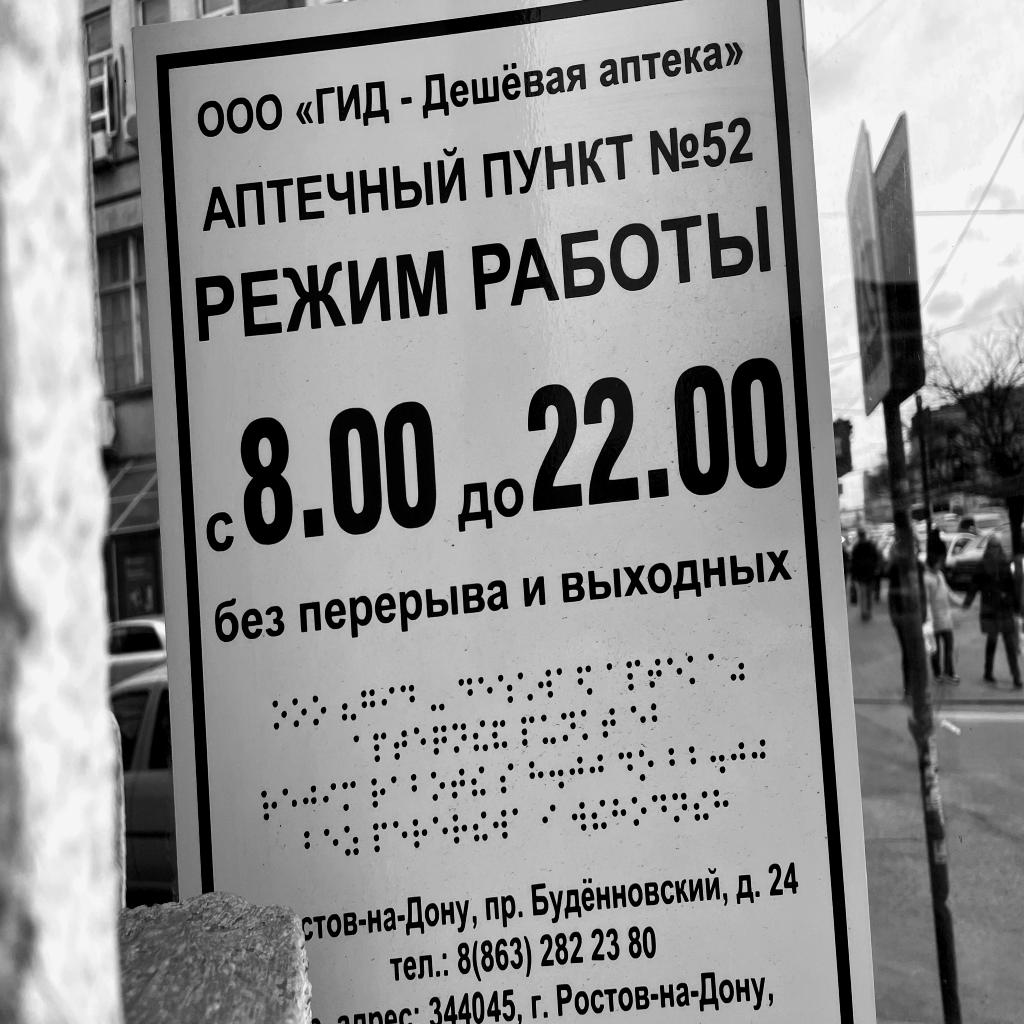 ООО «ГИД - Дешёвая аптека»
АПТЕЧНЫЙ ПУНКТ №52
РЕЖИМ РАБОТЫ
с 8.00 до 22.00
без перерыва и выходных
стов-на-Дону, пр. Будённовский, д. 24
тел.: 8(863) 282 23 80
адрес: 344045, г. Ростов-на-Дону,